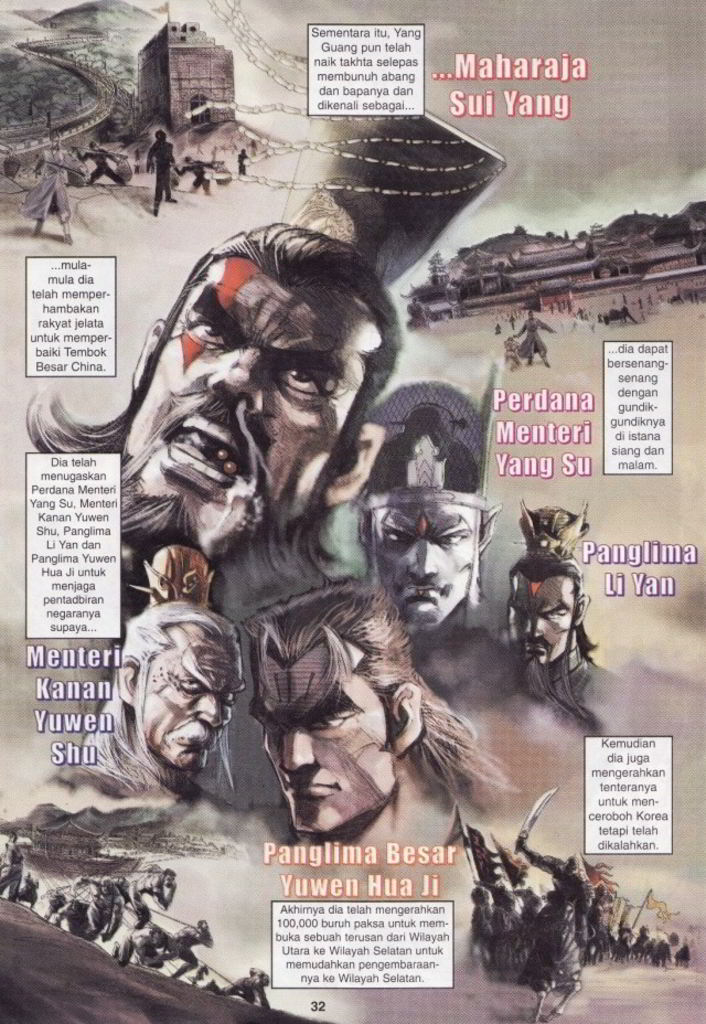 Sementara itu, Yang
Guang pun telah
naik takhta selepas
membunuh abang
dan bapanya dan
dikenali sebagai...
...Maharaja
Sui Yang
...mula-
mula dia
telah memper-
hambakan
rakyat jelata
untuk memper-
baiki Tembok
Besar China.
Dia telah
menugaskan
Perdana Menteri
Yang Su, Menteri
Kanan Yuwen
Shu, Panglima
Li Yan dan
Panglima Yuwen
Hua Ji untuk
menjaga
pentadbiran
negaranya
supaya...
...dia dapat
bersenang-
senang
dengan
gundik-
gundiknya
di istana
siang dan
malam.
Perdana
Menteri
Yang Su
Panglima
Li Yan
Menteri
Kanan
Yuwen
Shu
Panglima Besar
Yuwen Hua Ji
Kemudian
dia juga
mengerahkan
tenteranya
untuk men-
ceroboh Korea
tetapi telah
dikalahkan.
Akhirnya dia telah mengerahkan
100,000 buruh paksa untuk mem-
buka sebuah terusan dari Wilayah
Utara ke Wilayah Selatan untuk
memudahkan pengembaraan-
nya ke Wilayah Selatan.
32